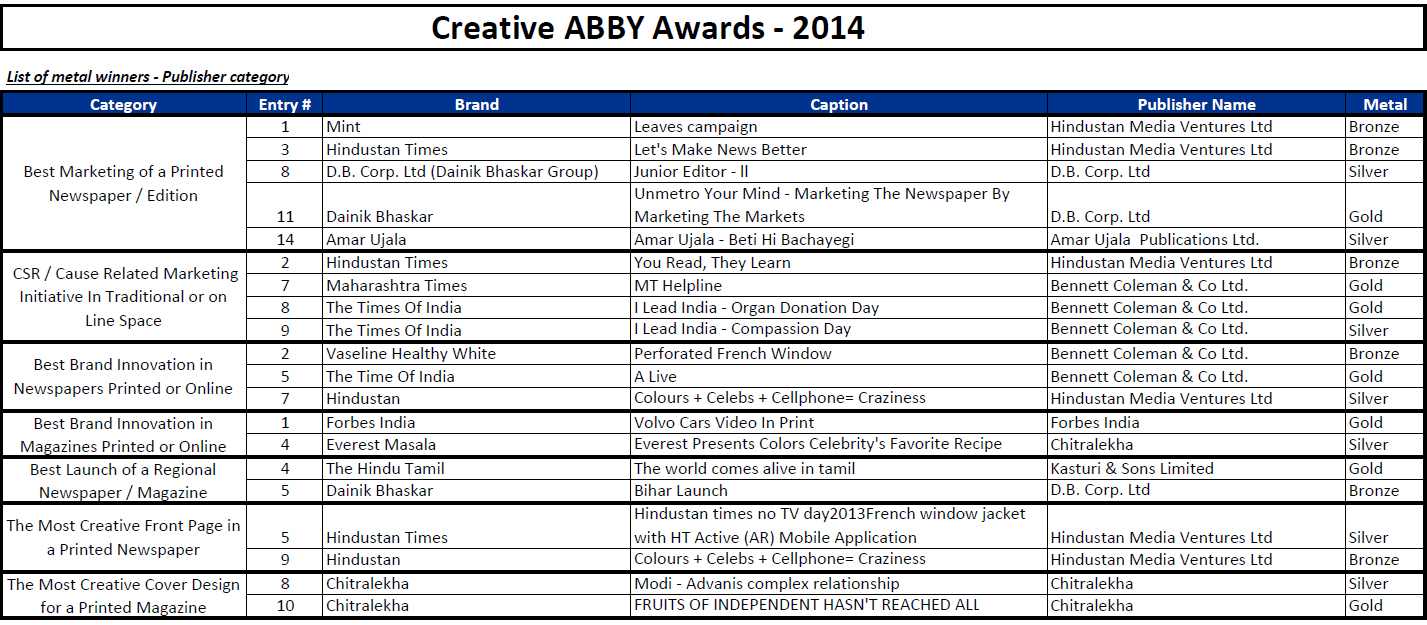 Creative ABBY Awards - 2014
List of metal winners - Publisher category
Category Entry # Brand Caption Publisher Name Metal
Best Marketing of a Printed Newspaper / Edition
1 Mint Leaves campaign Hindustan Media Ventures Ltd Bronze
3 Hindustan Times Let's Make News Better Hindustan Media Ventures Ltd Bronze
8 D.B. Corp. Ltd (Dainik Bhaskar Group) Junior Editor - ll D.B. Corp. Ltd Silver
11 Dainik Bhaskar Unmetro Your Mind - Marketing The Newspaper By Marketing The Markets D.B. Corp. Ltd Gold
14 Amar Ujala Amar Ujala - Beti Hi Bachayegi Amar Ujala  Publications Ltd. Silver
CSR / Cause Related Marketing Initiative In Traditional or on Line Space
2 Hindustan Times You Read, They Learn Hindustan Media Ventures Ltd Bronze
7 Maharashtra Times MT Helpline Bennett Coleman & Co Ltd. Gold
8 The Times Of India I Lead India - Organ Donation Day Bennett Coleman & Co Ltd. Gold
9 The Times Of India I Lead India - Compassion Day Bennett Coleman & Co Ltd. Silver
Best Brand Innovation in Newspapers Printed or Online
2 Vaseline Healthy White Perforated French Window Bennett Coleman & Co Ltd. Bronze
5 The Time Of India A Live Bennett Coleman & Co Ltd. Gold
7 Hindustan Colours + Celebs + Cellphone= Craziness Hindustan Media Ventures Ltd Silver
Best Brand Innovation in Magazines Printed or Online
1 Forbes India Volvo Cars Video In Print Forbes India Gold
4 Everest Masala Everest Presents Colors Celebrity's Favorite Recipe Chitralekha Silver
Best Launch of a Regional Newspaper / Magazine
4 The Hindu Tamil The world comes alive in tamil Kasturi & Sons Limited Gold
5 Dainik Bhaskar Bihar Launch D.B. Corp. Ltd Bronze
The Most Creative Front Page in a Printed Newspaper
5 Hindustan Times Hindustan times no TV day2013French window jacket with HT Active (AR) Mobile Application Hindustan Media Ventures Ltd Silver
9 Hindustan Colours + Celebs + Cellphone= Craziness Hindustan Media Ventures Ltd Bronze
The Most Creative Cover Design for a Printed Magazine
8 Chitralekha Modi - Advanis complex relationship Chitralekha Silver
10 Chitralekha FRUITS OF INDEPENDENT HASN'T REACHED ALL Chitralekha Gold